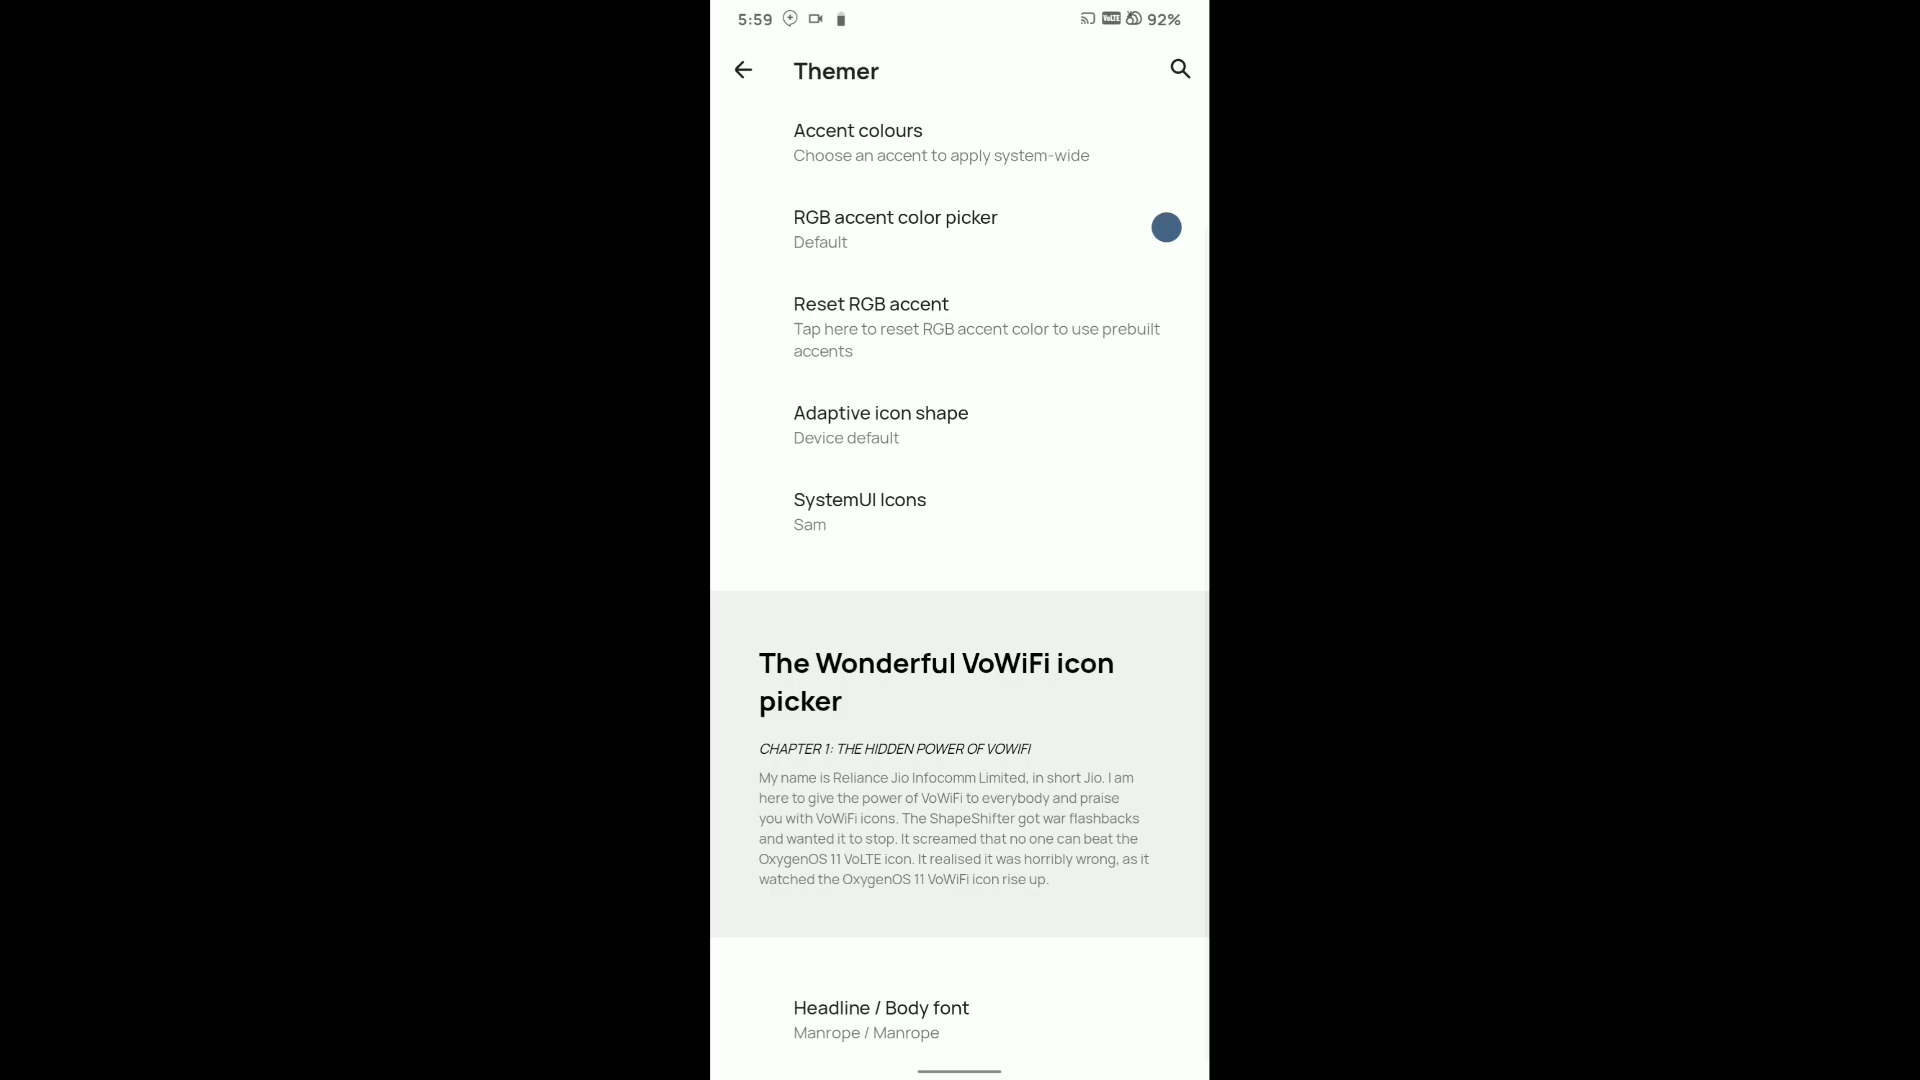 5:59 VoLTE 92%
Themer
Accent colours
Choose an accent to apply system-wide
RGB accent color picker
Default
Reset RGB accent
Tap here to reset RGB accent color to use prebuilt
accents
Adaptive icon shape
Device default
SystemUI Icons
Sam
The Wonderful VoWiFi icon
picker
CHAPTER 1: THE HIDDEN POWER OF VOWIFI
My name is Reliance Jio Infocomm Limited, in short Jio. I am
here to give the power of VoWiFi to everybody and praise
you with VoWiFi icons. The ShapeShifter got war flashbacks
and wanted it to stop. It screamed that no one can beat the
OxygenOS 11 VoLTE icon. It realised it was horribly wrong, as it
watched the OxygenOS 11 VoWiFi icon rise up.
Headline / Body font
Manrope / Manrope